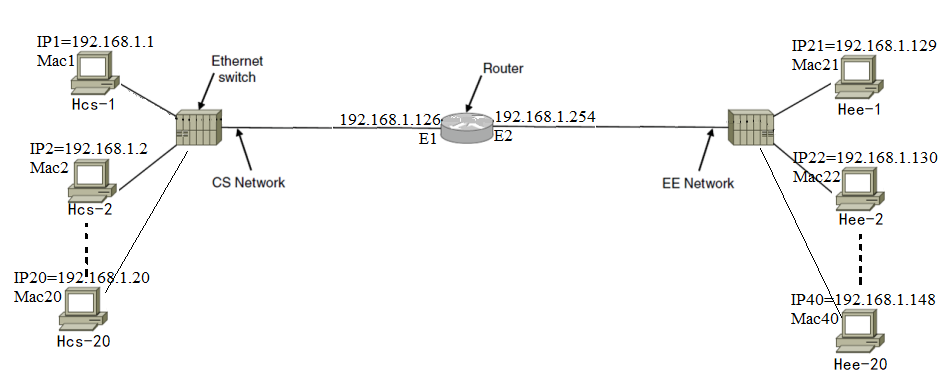 IP1=192.168.1.1
Mac1
Hcs-1
Ethernet
switch
Router
IP21=192.168.1.129
Mac21
Hee-1
192.168.1.126
E1
192.168.1.254
E2
IP2=192.168.1.2
Mac2
Hcs-2
CS Network
EE Network
IP22=192.168.1.130
Mac22
Hee-2
IP20=192.168.1.20
Mac20
Hcs-20
IP40=192.168.1.148
Mac40
Hee-20